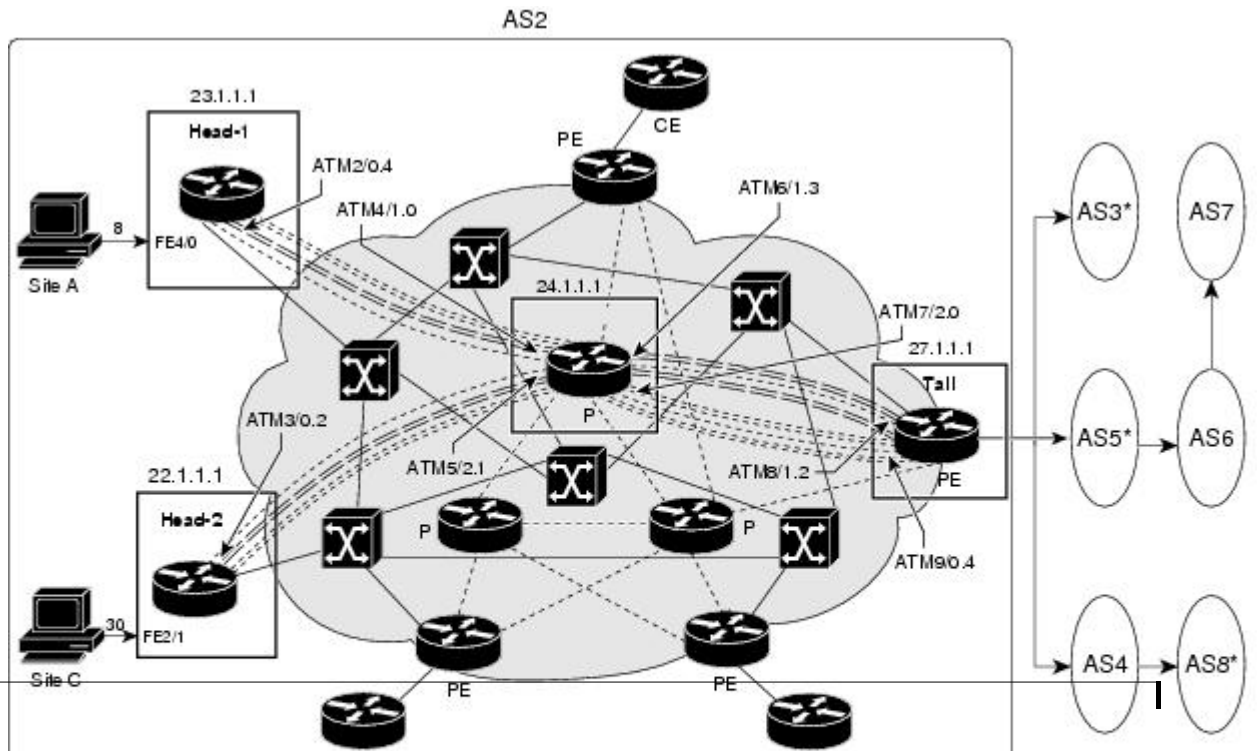 AS2
23.1.1.1
Head-1
CE
PE
ATM2/0.4
ATM6/1.3
ATM4/1.0
8
FE4/0
AS3*
AS7
Site A
24.1.1.1
ATM7/2.0
27.1.1.1
Tail
P
ATM3/0.2
AS5*
AS6
ATM5/2.1
ATM8/1.2
PE
22.1.1.1
Head-2
P
P
ATM9/0.4
30
FE2/1
AS4
AS8*
Site C
PE
PE